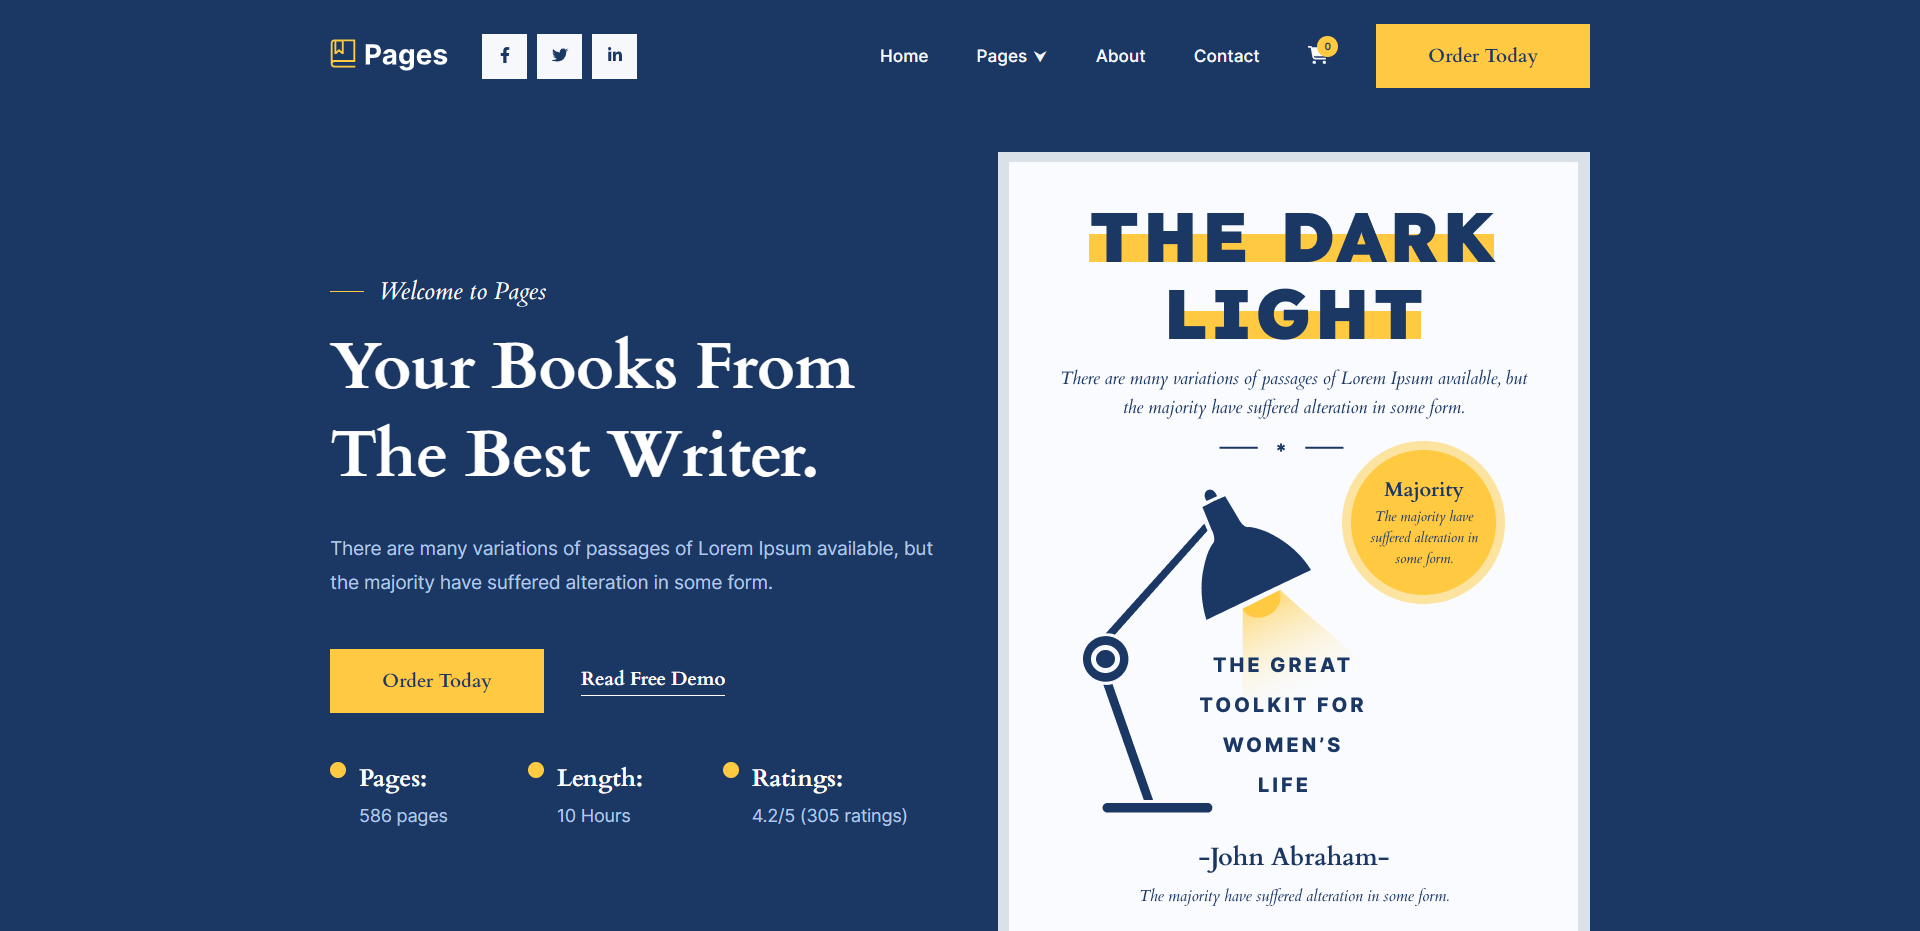 Pages
Home
Pages
About
Contact
0
Order Today
Welcome to Pages
Your Books From
The Best Writer.
There are many variations of passages of Lorem Ipsum available, but
the majority have suffered alteration in some form.
Order Today
Read Free Demo
Pages:
586 pages
Length:
10 Hours
Ratings:
4.2/5 (305 ratings)
THE DARK
LIGHT
There are many variations of passages of Lorem Ipsum available, but
the majority have suffered alteration in some form.
*
Majority
The majority have
suffered alteration in
some form.
THE GREAT
TOOLKIT FOR
WOMEN’S
LIFE
-John Abraham-
The majority have suffered alteration in some form.